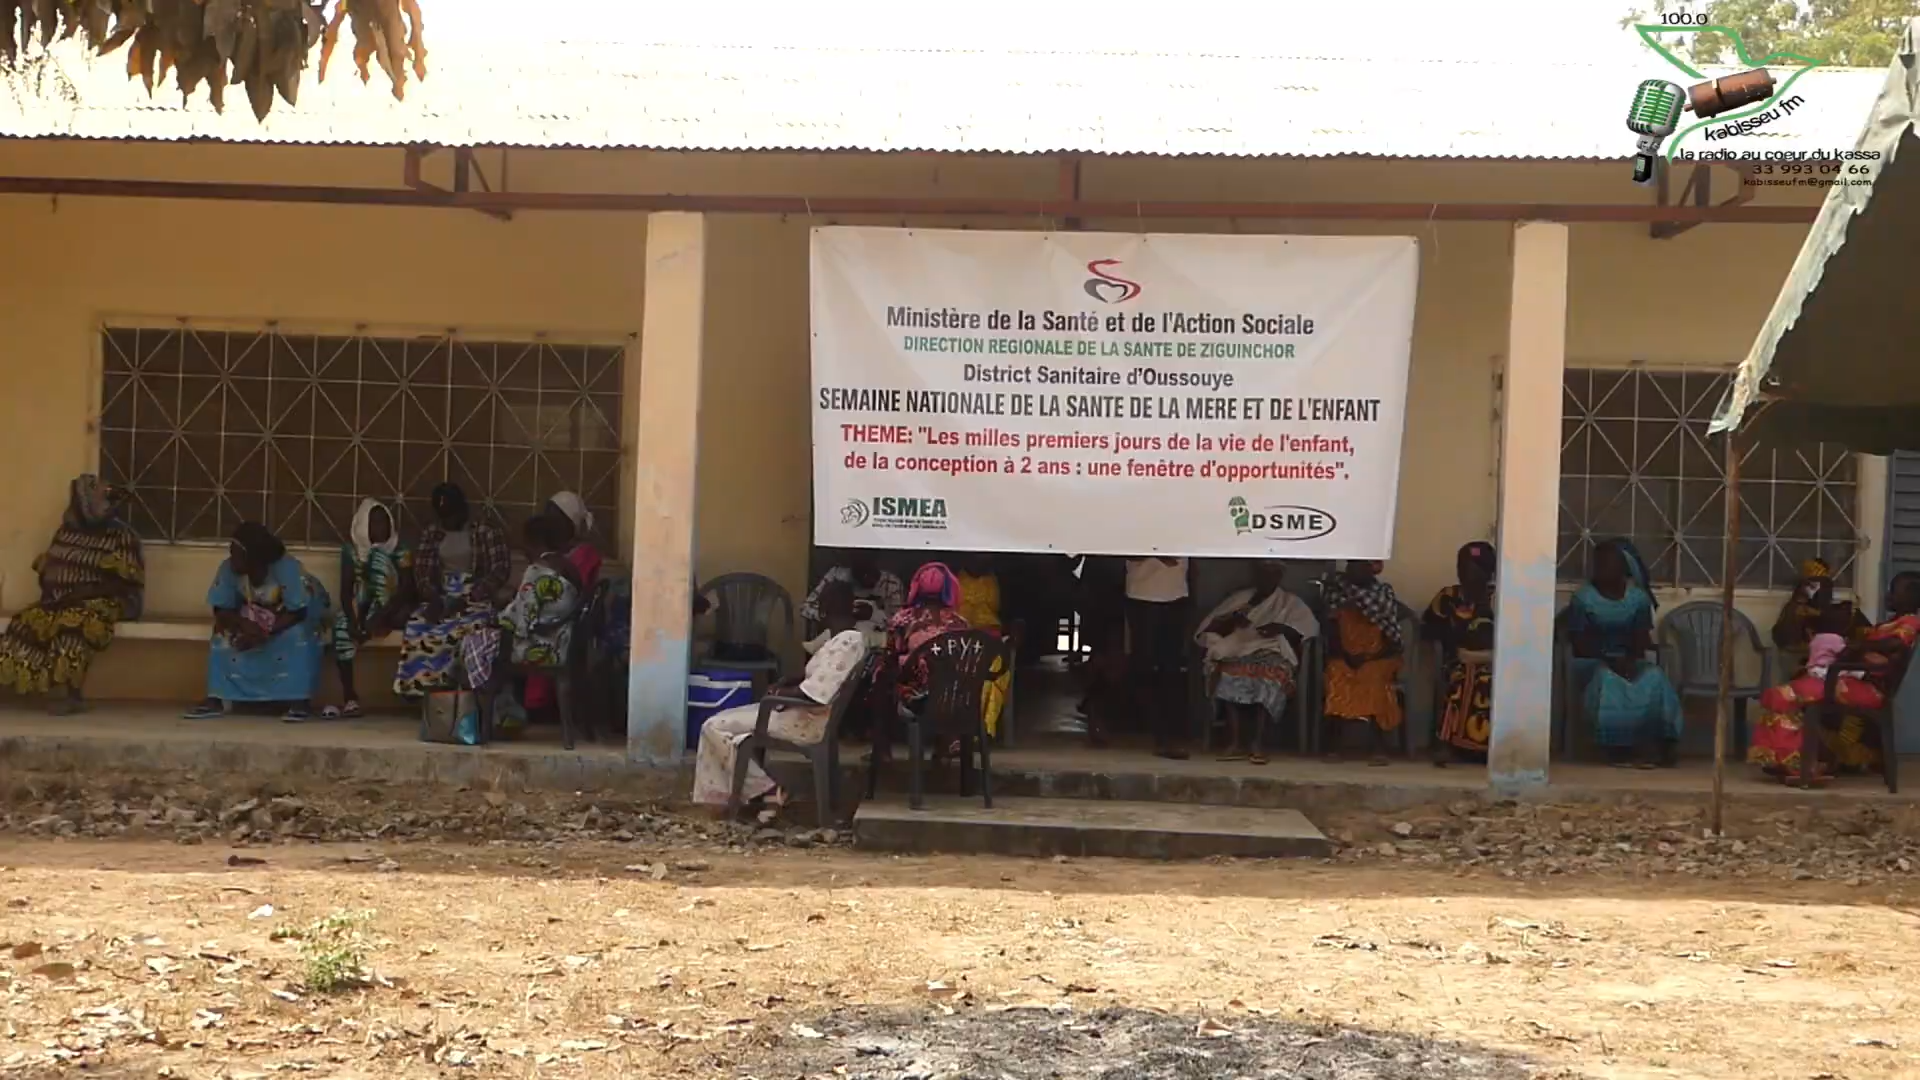 100.0
kabisseu fm
la radio au coeur du kassa
33 993 04 66
kabisseufm@gmail.com
Ministère de la Santé et de l'Action Sociale
DIRECTION REGIONALE DE LA SANTE DE ZIGUINCHOR
District Sanitaire d'Oussouye
SEMAINE NATIONALE DE LA SANTE DE LA MERE ET DE L'ENFANT
THEME: "Les milles premiers jours de la vie de l'enfant,
de la conception à 2 ans : une fenêtre d'opportunités".
ISMEA
DSME
+ P Y +